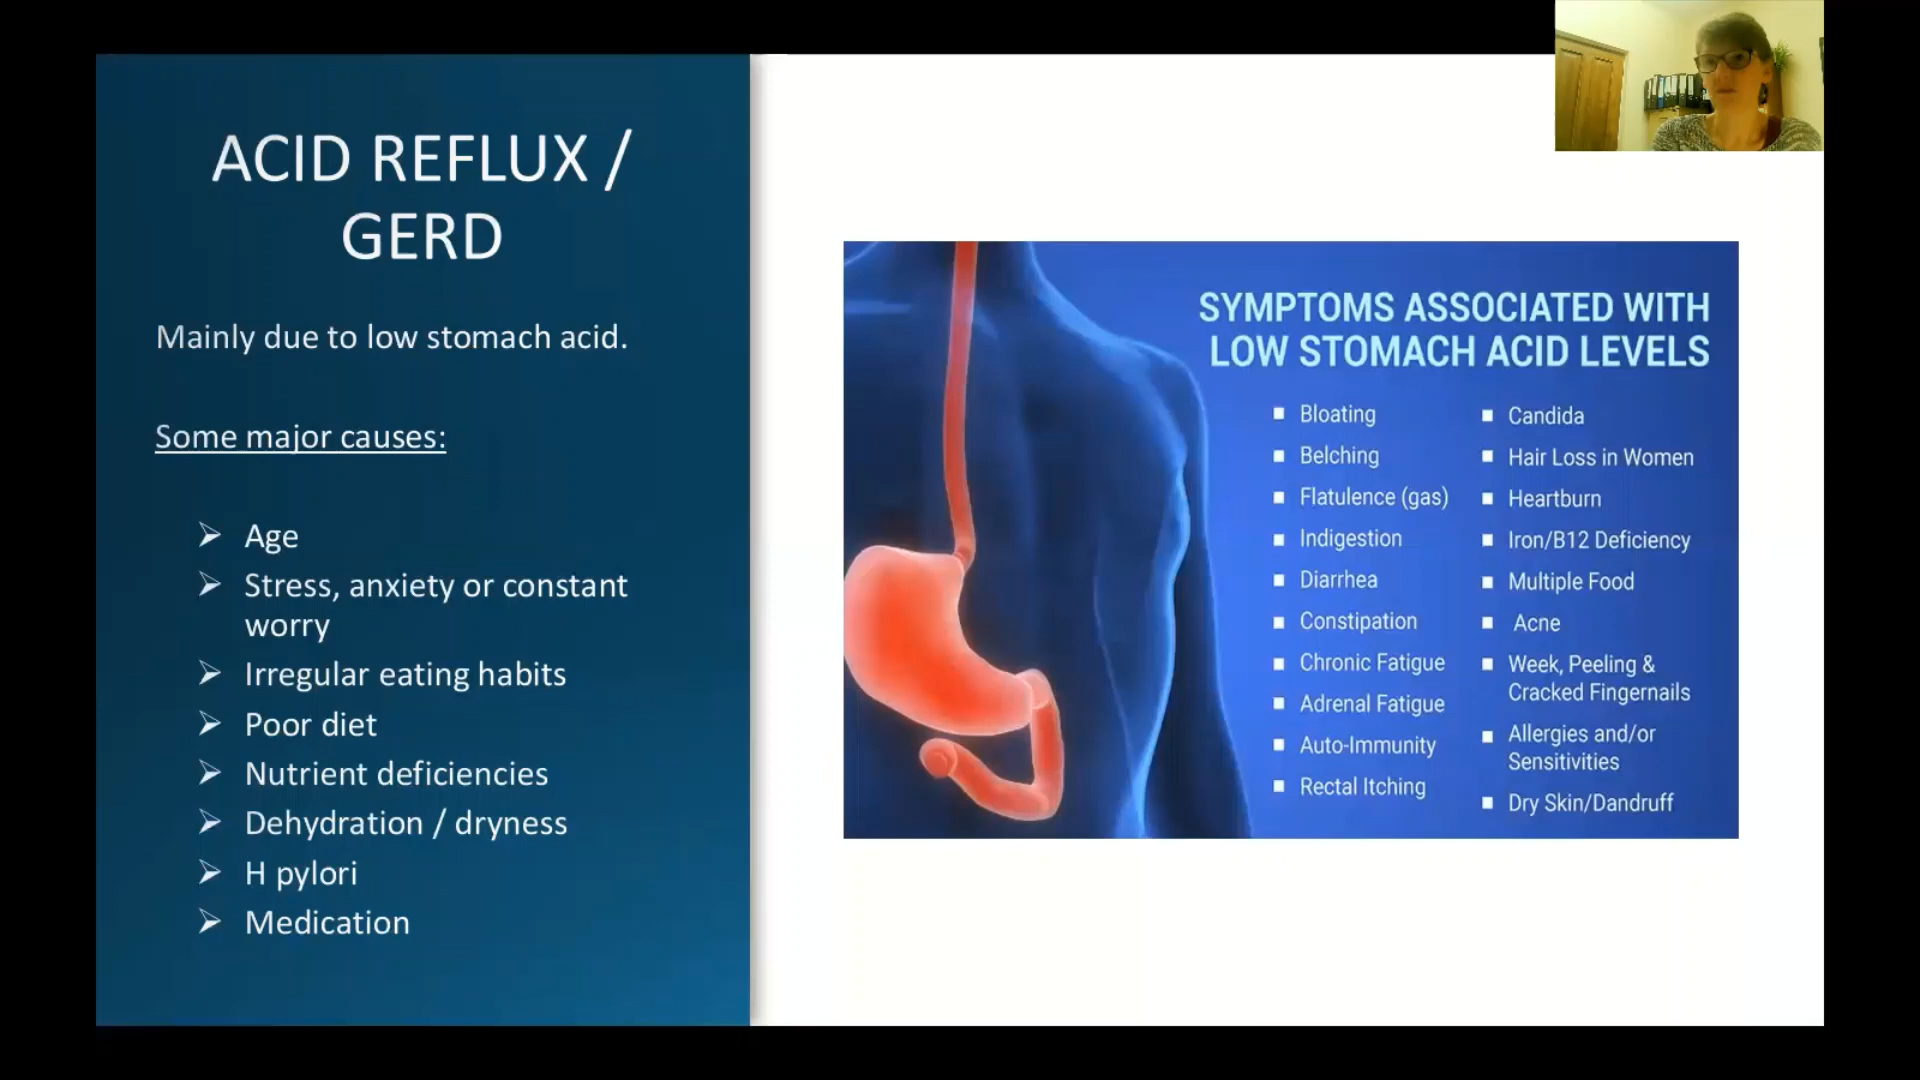 ACID REFLUX /
GERD
Mainly due to low stomach acid.
Some major causes:
Age
Stress, anxiety or constant
worry
Irregular eating habits
Poor diet
Nutrient deficiencies
Dehydration / dryness
H pylori
Medication
SYMPTOMS ASSOCIATED WITH
LOW STOMACH ACID LEVELS
Bloating
Belching
Flatulence (gas)
Indigestion
Diarrhea
Constipation
Chronic Fatigue
Adrenal Fatigue
Auto-Immunity
Rectal Itching
Candida
Hair Loss in Women
Heartburn
Iron/B12 Deficiency
Multiple Food
Acne
Week, Peeling &
Cracked Fingernails
Allergies and/or
Sensitivities
Dry Skin/Dandruff